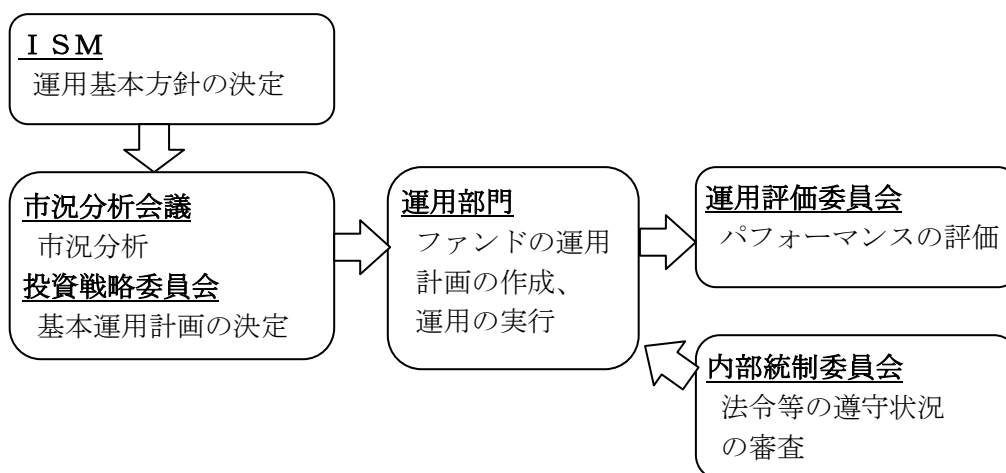 ＩＳＭ
運用基本方針の決定
市況分析会議
市況分析
投資戦略委員会
基本運用計画の決定
運用部門
ファンドの運用
計画の作成、
運用の実行
運用評価委員会
パフォーマンスの評価
内部統制委員会
法令等の遵守状況
の審査